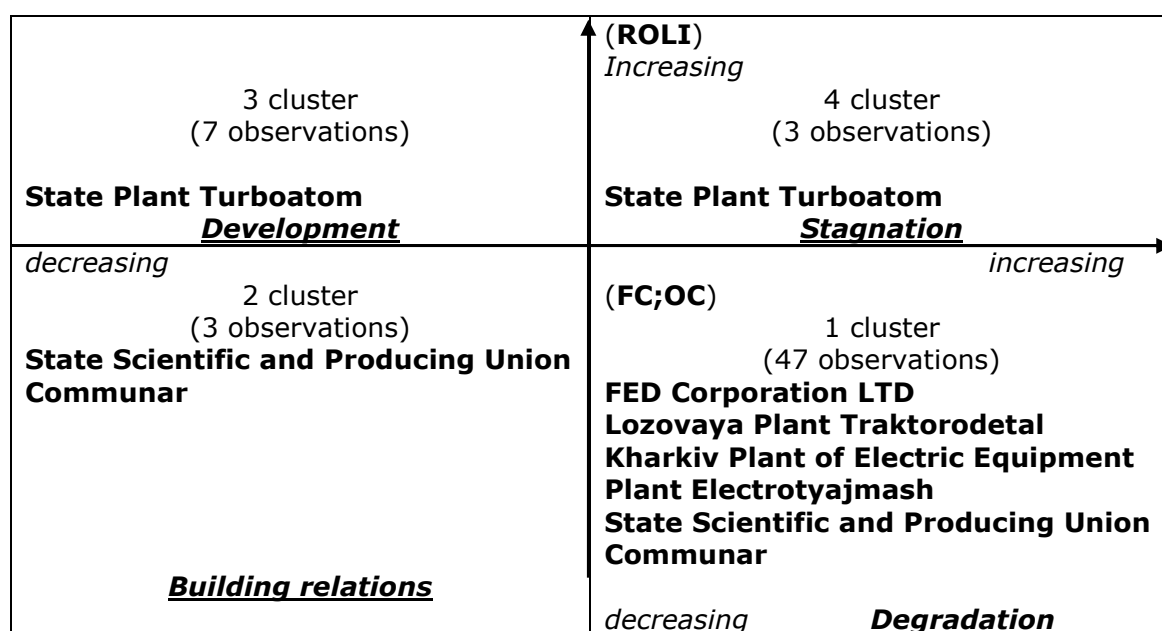 (ROLI)
Increasing
3 cluster
(7 observations)
State Plant Turboatom
Development
4 cluster
(3 observations)
State Plant Turboatom
Stagnation
decreasing
2 cluster
(3 observations)
State Scientific and Producing Union
Communar
Building relations
increasing
(FC;OC)
1 cluster
(47 observations)
FED Corporation LTD
Lozovaya Plant Traktorodetal
Kharkiv Plant of Electric Equipment
Plant Electrotyajmash
State Scientific and Producing Union
Communar
decreasing Degradation